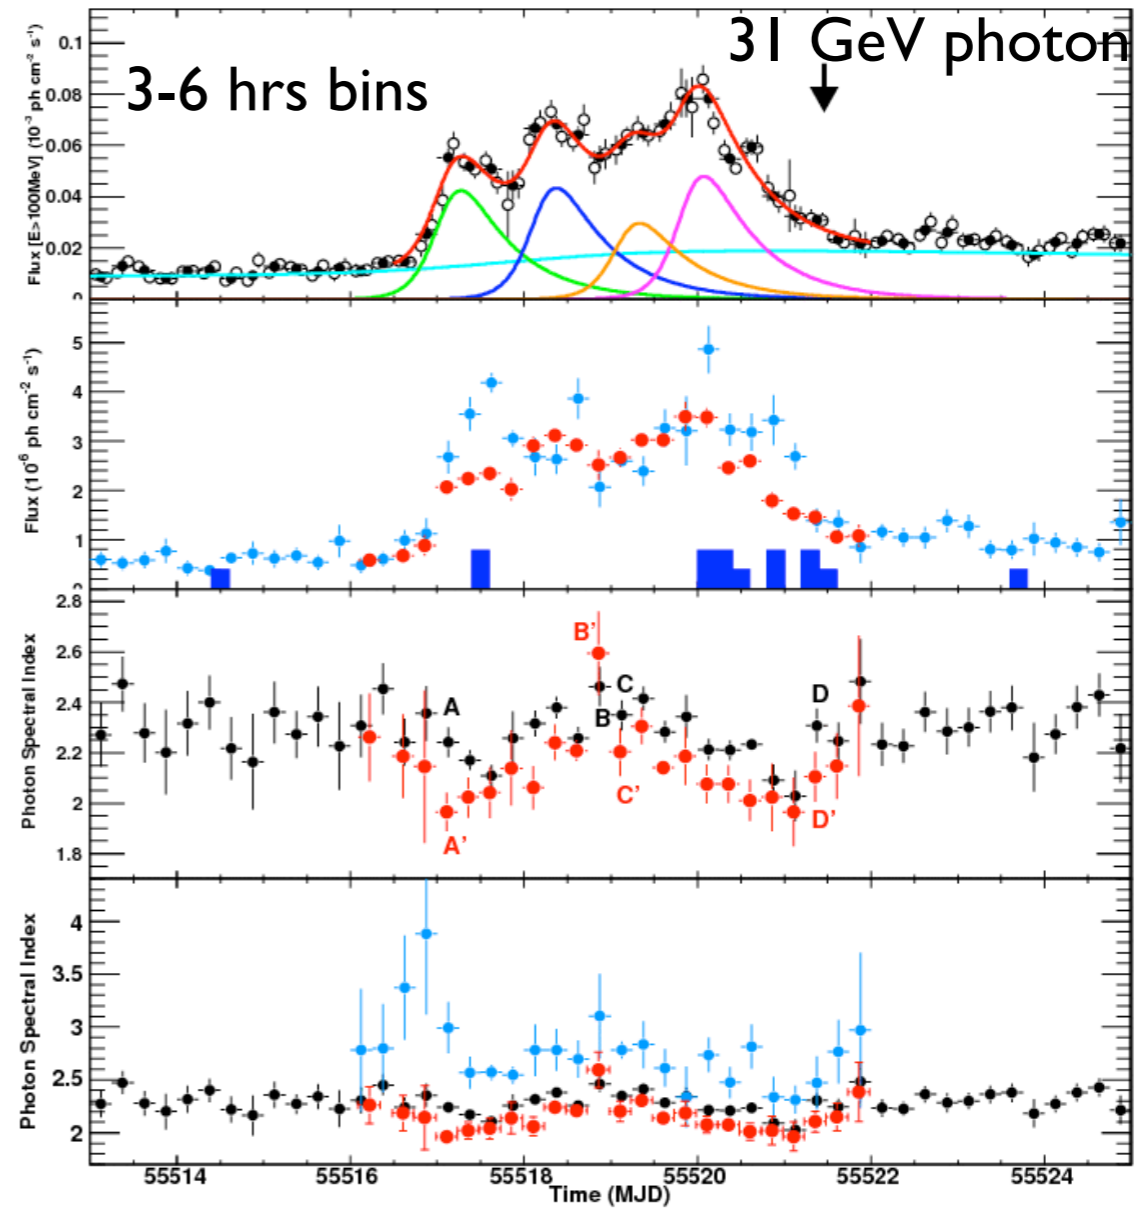 31 GeV photon
3-6 hrs bins
Flux [E>100MeV] (10⁻³ ph cm⁻² s⁻¹)
0.1
0.08
0.06
0.04
0.02
0
Flux (10⁻⁶ ph cm⁻² s⁻¹)
5
4
3
2
1
0
Photon Spectral Index
2.8
2.6
2.4
2.2
2
1.8
A
A'
B'
B
C
C'
D
D'
Photon Spectral Index
4
3.5
3
2.5
2
55514 55516 55518 55520 55522 55524
Time (MJD)